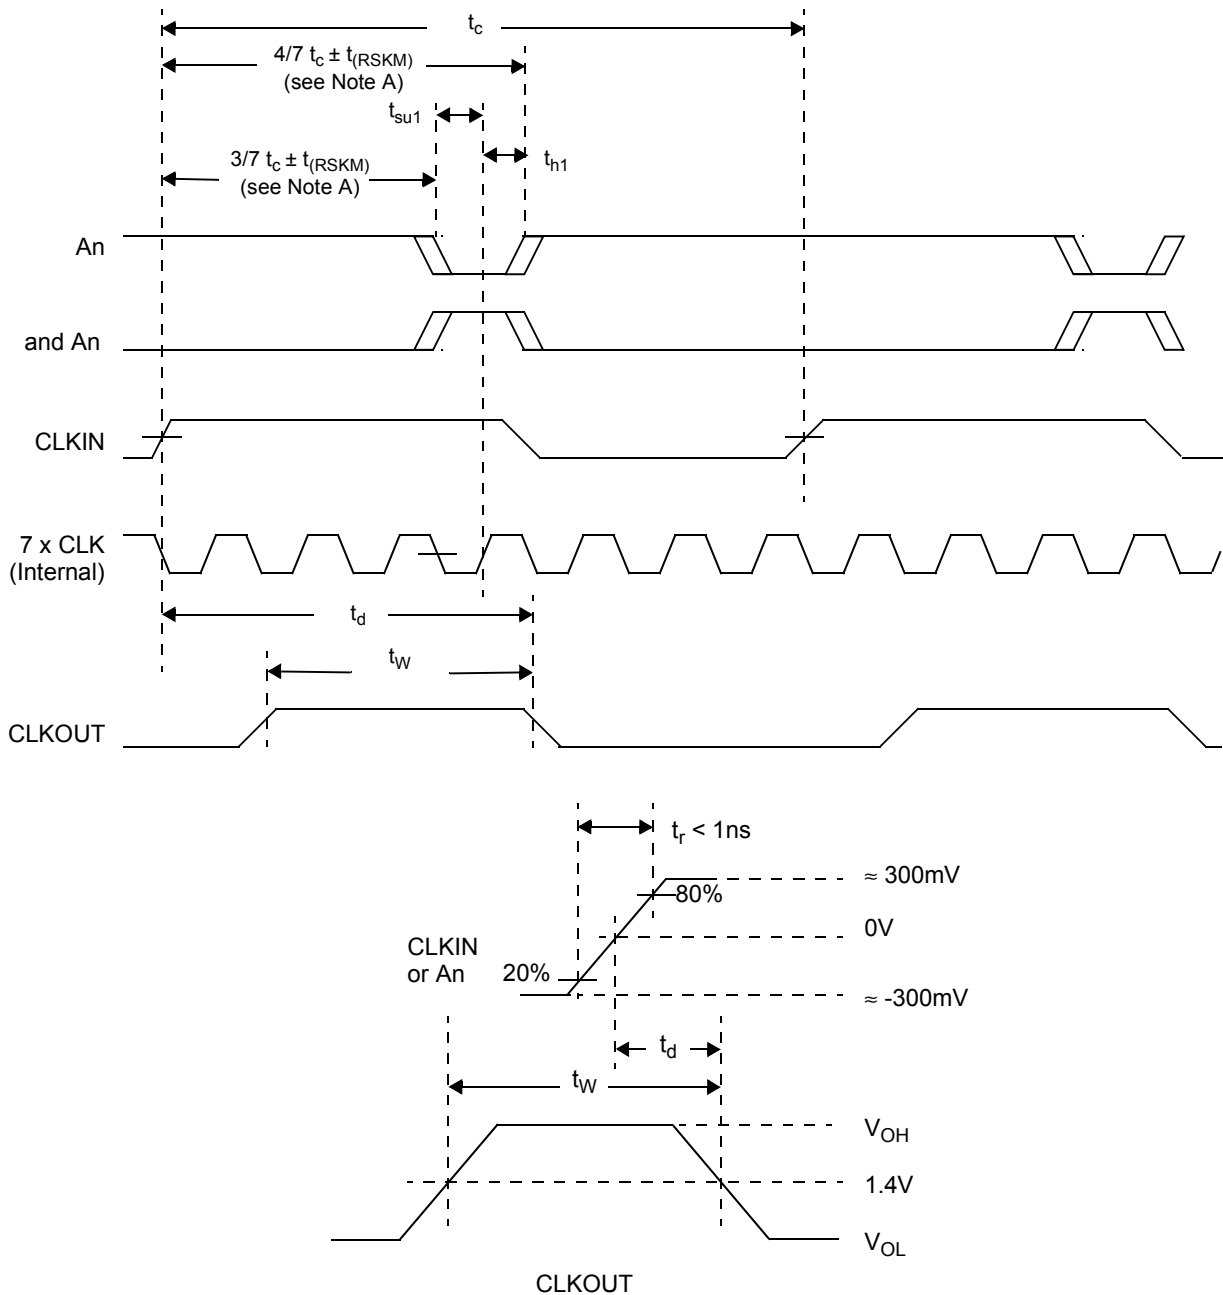 t_c
4/7 t_c ± t_(RSKM)
(see Note A)
t_su1
t_h1
3/7 t_c ± t_(RSKM)
(see Note A)
An
and An
CLKIN
7 x CLK
(Internal)
t_d
t_W
CLKOUT
t_r < 1ns
≈ 300mV
80%
0V
CLKIN
or An
20%
≈ -300mV
t_d
t_W
V_OH
1.4V
V_OL
CLKOUT